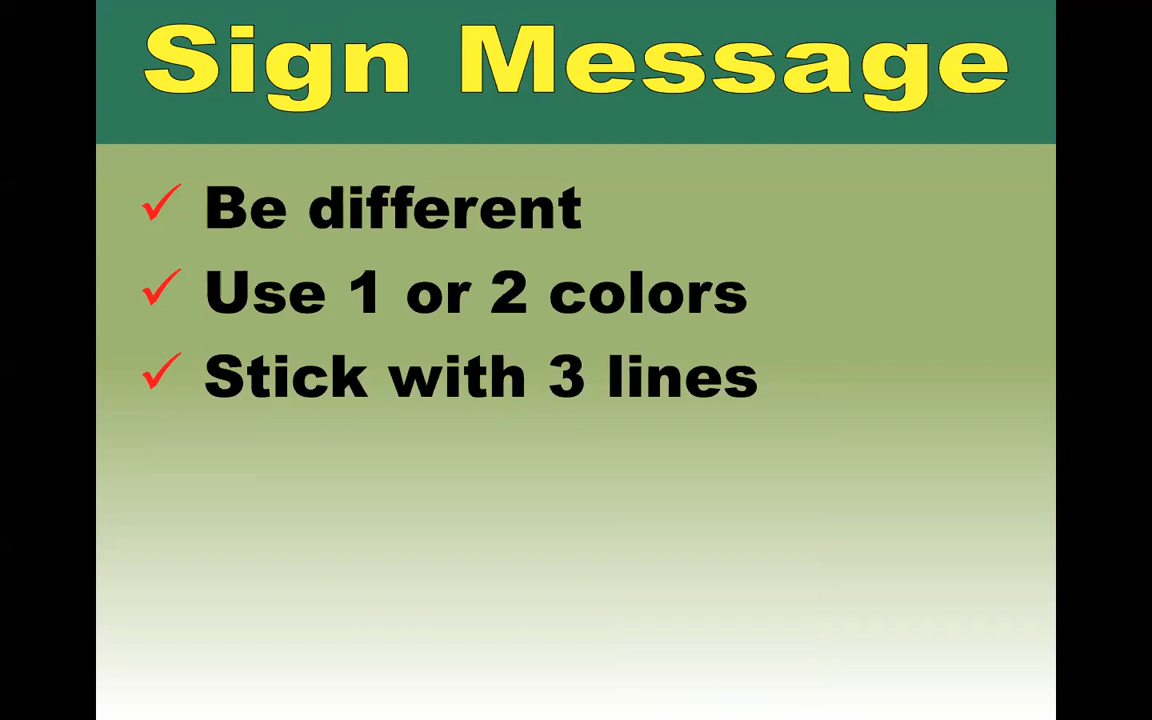 Sign Message
Be different
Use 1 or 2 colors
Stick with 3 lines